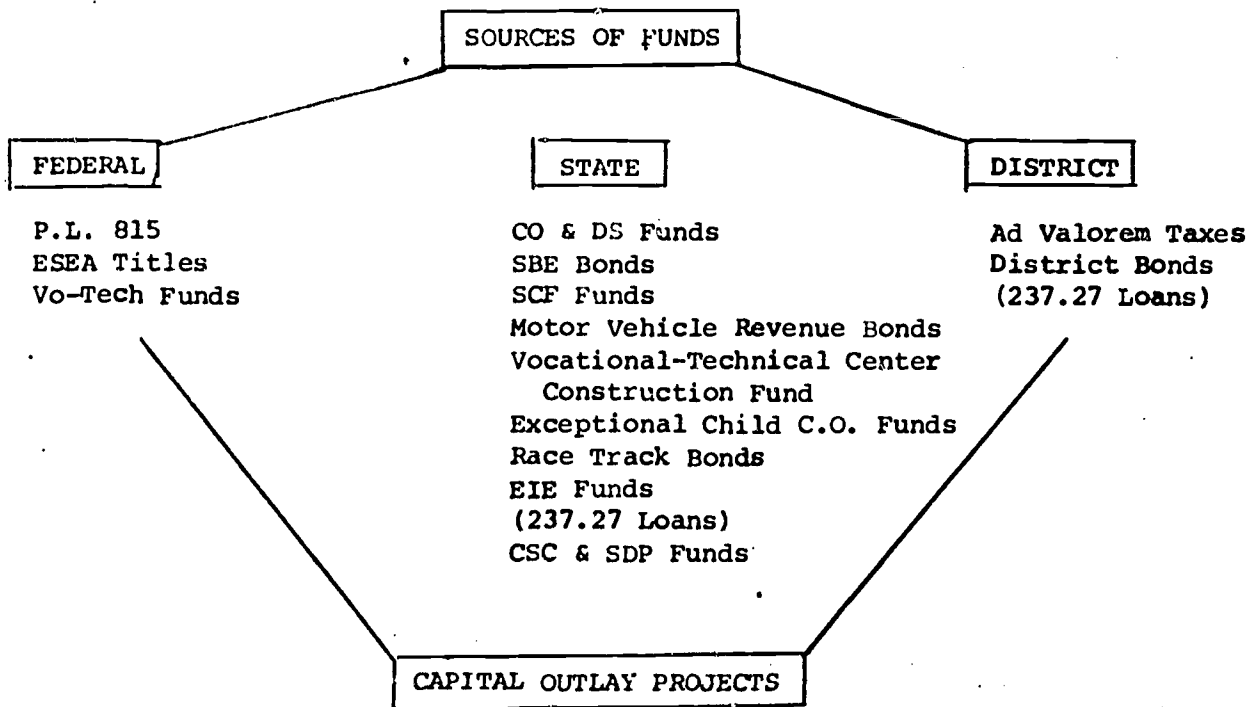 SOURCES OF FUNDS
FEDERAL
P.L. 815
ESEA Titles
Vo-Tech Funds
STATE
CO & DS Funds
SBE Bonds
SCF Funds
Motor Vehicle Revenue Bonds
Vocational-Technical Center
Construction Fund
Exceptional Child C.O. Funds
Race Track Bonds
EIE Funds
(237.27 Loans)
CSC & SDP Funds
DISTRICT
Ad Valorem Taxes
District Bonds
(237.27 Loans)
CAPITAL OUTLAY PROJECTS